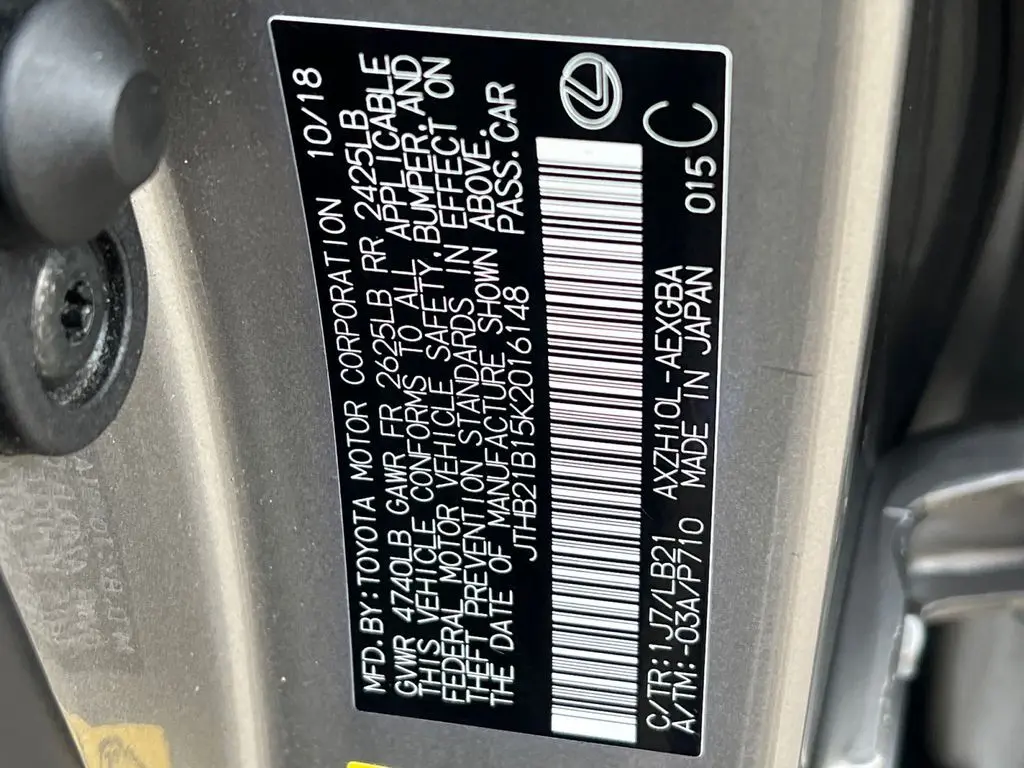 MFD.BY:TOYOTA MOTOR CORPORATION 10/18
GVWR 4740LB GAWR FR 2625LB RR 2425LB
THIS VEHICLE CONFORMS TO ALL APPLICABLE
FEDERAL MOTOR VEHICLE SAFETY,BUMPER,AND
THEFT PREVENTION STANDARDS IN EFFECT ON
THE DATE OF MANUFACTURE SHOWN ABOVE.
JTHB21B15K2016148 PASS.CAR
C/TR:1J7/LB21 AXZH10L-AEXGBA 015 C
A/TM:-03A/P710 MADE IN JAPAN